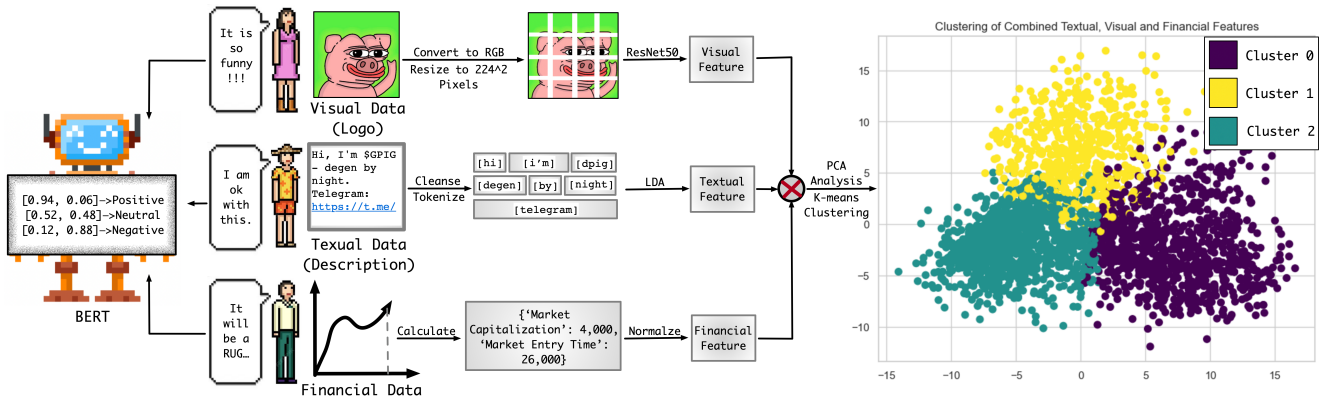 It is
so
funny
!!!
Visual Data
(Logo)
Convert to RGB
Resize to 224^2
Pixels
ResNet50
Visual
Feature
I am
ok
with
this.
Hi, I'm $GPIG
- degen by
night.
Telegram:
https://t.me/
Texual Data
(Description)
Cleanse
Tokenize
[hi] [i'm] [dpig]
[degen] [by] [night]
[telegram]
LDA
Textual
Feature
[0.94, 0.06]->Positive
[0.52, 0.48]->Neutral
[0.12, 0.88]->Negative
BERT
It
will
be a
RUG…
Financial Data
Calculate
{'Market
Capitalization': 4,000,
'Market Entry Time':
26,000}
Normalze
Financial
Feature
PCA
Analysis
K-means
Clustering
Clustering of Combined Textual, Visual and Financial Features
Cluster 0
Cluster 1
Cluster 2
15
10
5
0
−5
−10
−15
−10
−5
0
5
10
15